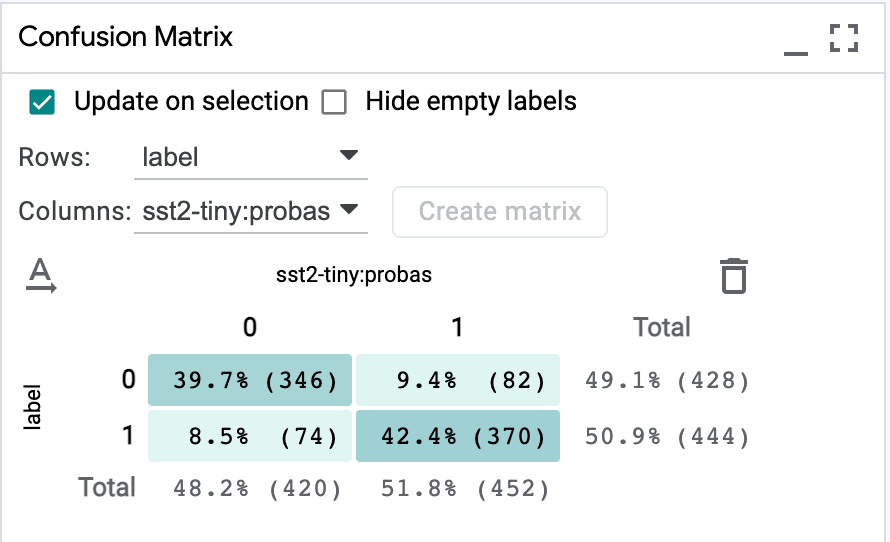 Confusion Matrix
Update on selection Hide empty labels
Rows: label
Columns: sst2-tiny:probas Create matrix
A sst2-tiny:probas
0 1 Total
label
0 39.7% (346) 9.4% (82) 49.1% (428)
1 8.5% (74) 42.4% (370) 50.9% (444)
Total 48.2% (420) 51.8% (452)